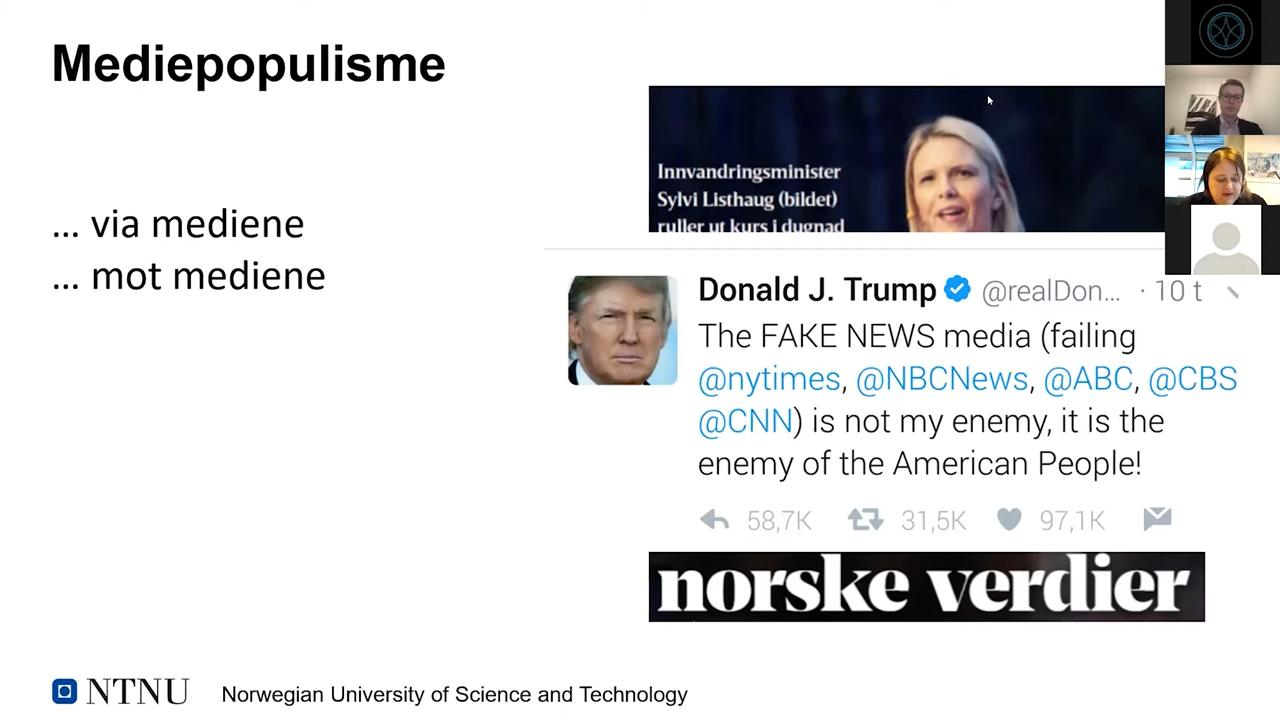 Mediepopulisme
... via mediene
... mot mediene
Innvandringsminister
Sylvi Listhaug (bildet)
ruller ut kurs i dugnad
Donald J. Trump @realDon... · 10 t
The FAKE NEWS media (failing
@nytimes, @NBCNews, @ABC, @CBS
@CNN) is not my enemy, it is the
enemy of the American People!
58,7K 31,5K 97,1K
norske verdier
NTNU Norwegian University of Science and Technology